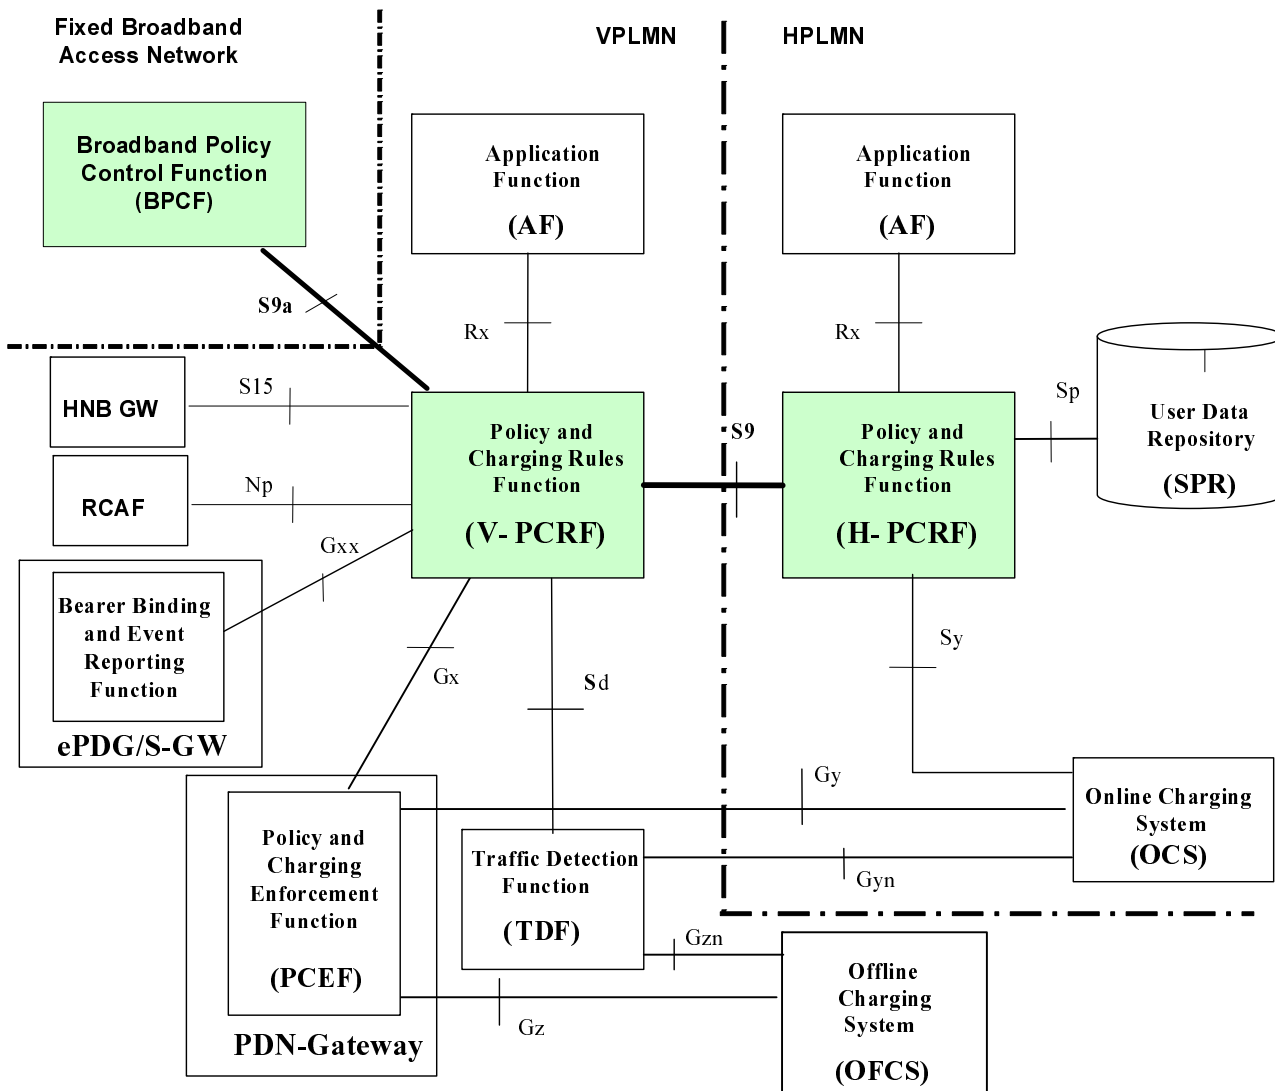 Fixed Broadband
Access Network
VPLMN
HPLMN
Broadband Policy
Control Function
(BPCF)
Application
Function
(AF)
Application
Function
(AF)
S9a
Rx
Rx
HNB GW
S15
Policy and
Charging Rules
Function
(V- PCRF)
S9
Policy and
Charging Rules
Function
(H- PCRF)
Sp
User Data
Repository
(SPR)
RCAF
Np
Gxx
Bearer Binding
and Event
Reporting
Function
ePDG/S-GW
Gx
Sd
Sy
Gy
Online Charging
System
(OCS)
Policy and
Charging
Enforcement
Function
(PCEF)
PDN-Gateway
Traffic Detection
Function
(TDF)
Gyn
Gzn
Gz
Offline
Charging
System
(OFCS)